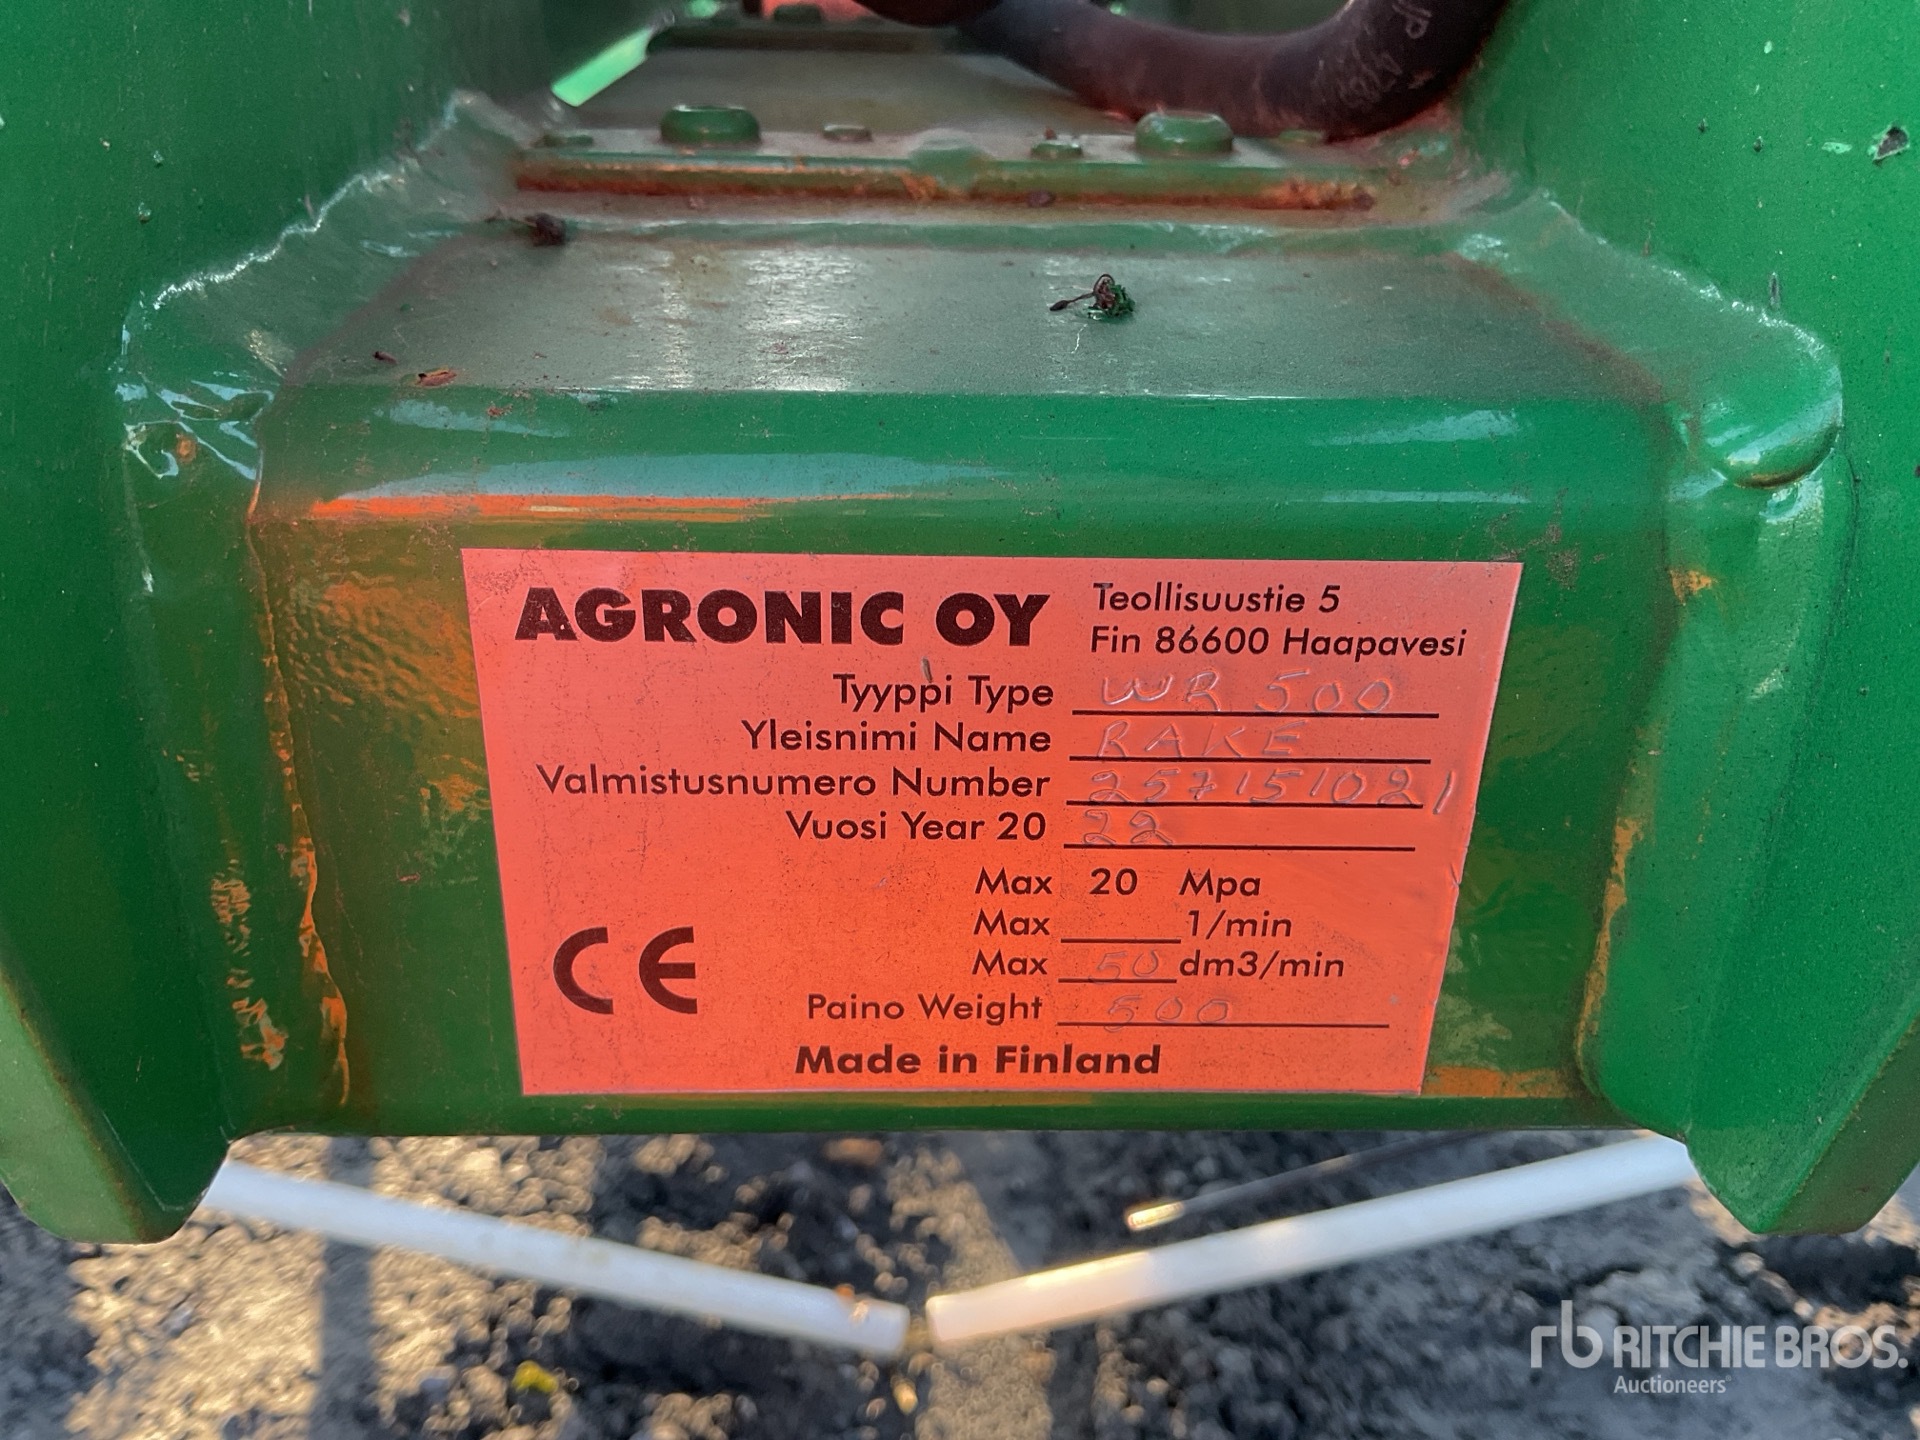 AGRONIC OY
Teollisuustie 5
Fin 86600 Haapavesi
Tyyppi Type WR 500
Yleisnimi Name RAKE
Valmistusnumero Number 257151021
Vuosi Year 20 22
Max 20 Mpa
Max 1/min
Max 50 dm3/min
Paino Weight 500
CE
Made in Finland
rb RITCHIE BROS.
Auctioneers